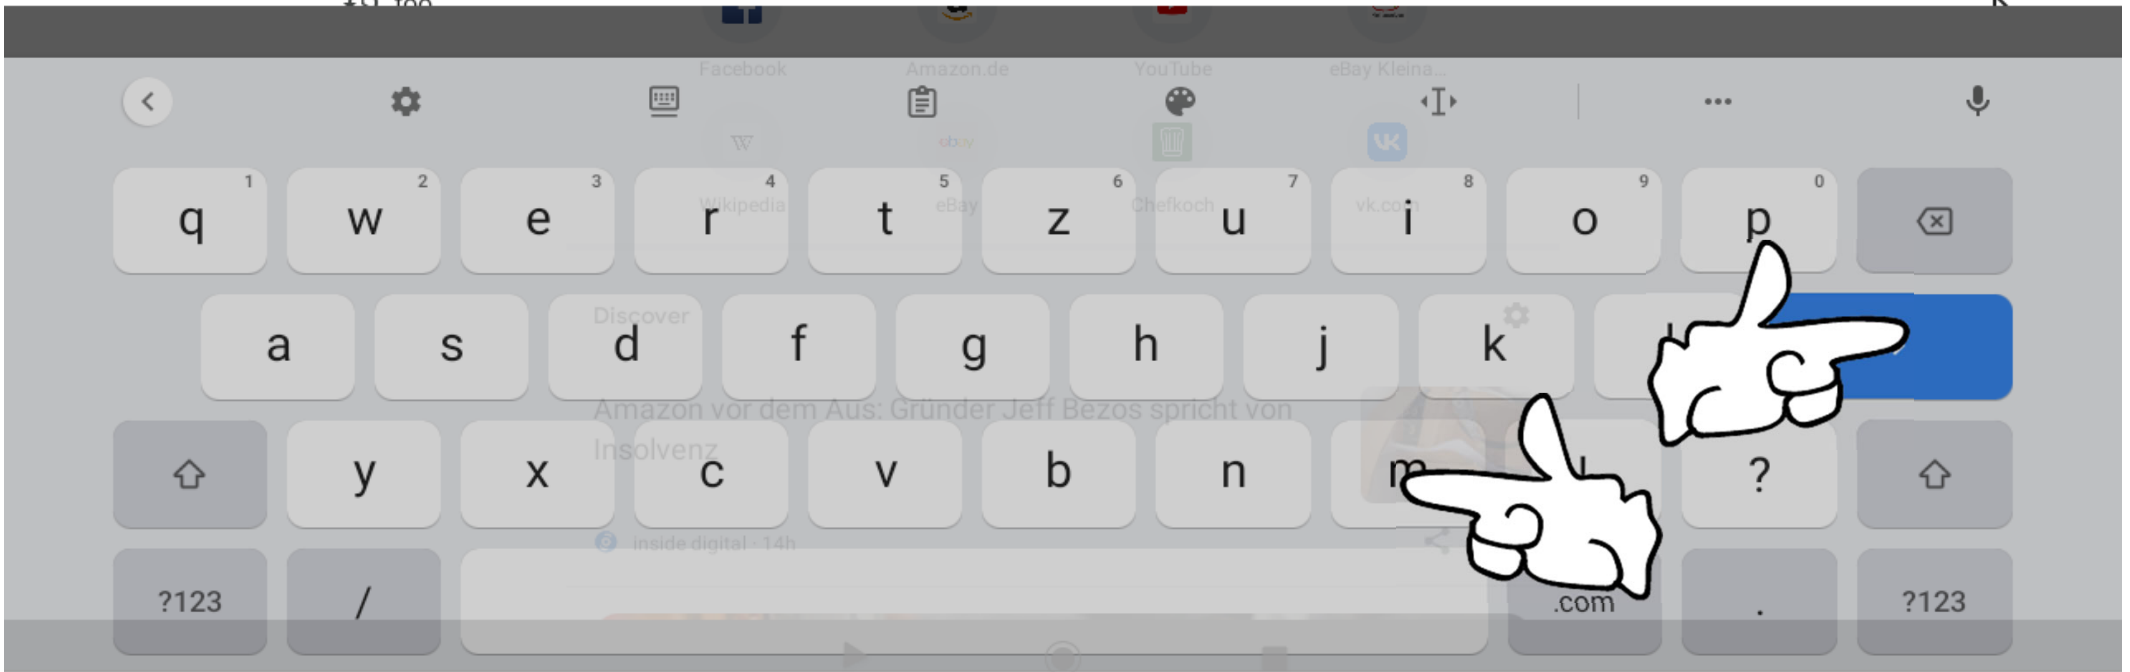 Facebook Amazon.de YouTube eBay Kleina...
1 2 3 4 5 6 7 8 9 0
q w e r t z u i o p
Wikipedia eBay Chefkoch vk.com
Discover
a s d f g h j k
Amazon vor dem Aus: Gründer Jeff Bezos spricht von
Insolvenz
y x c v b n m ?
inside digital · 14h
?123 / .com . ?123